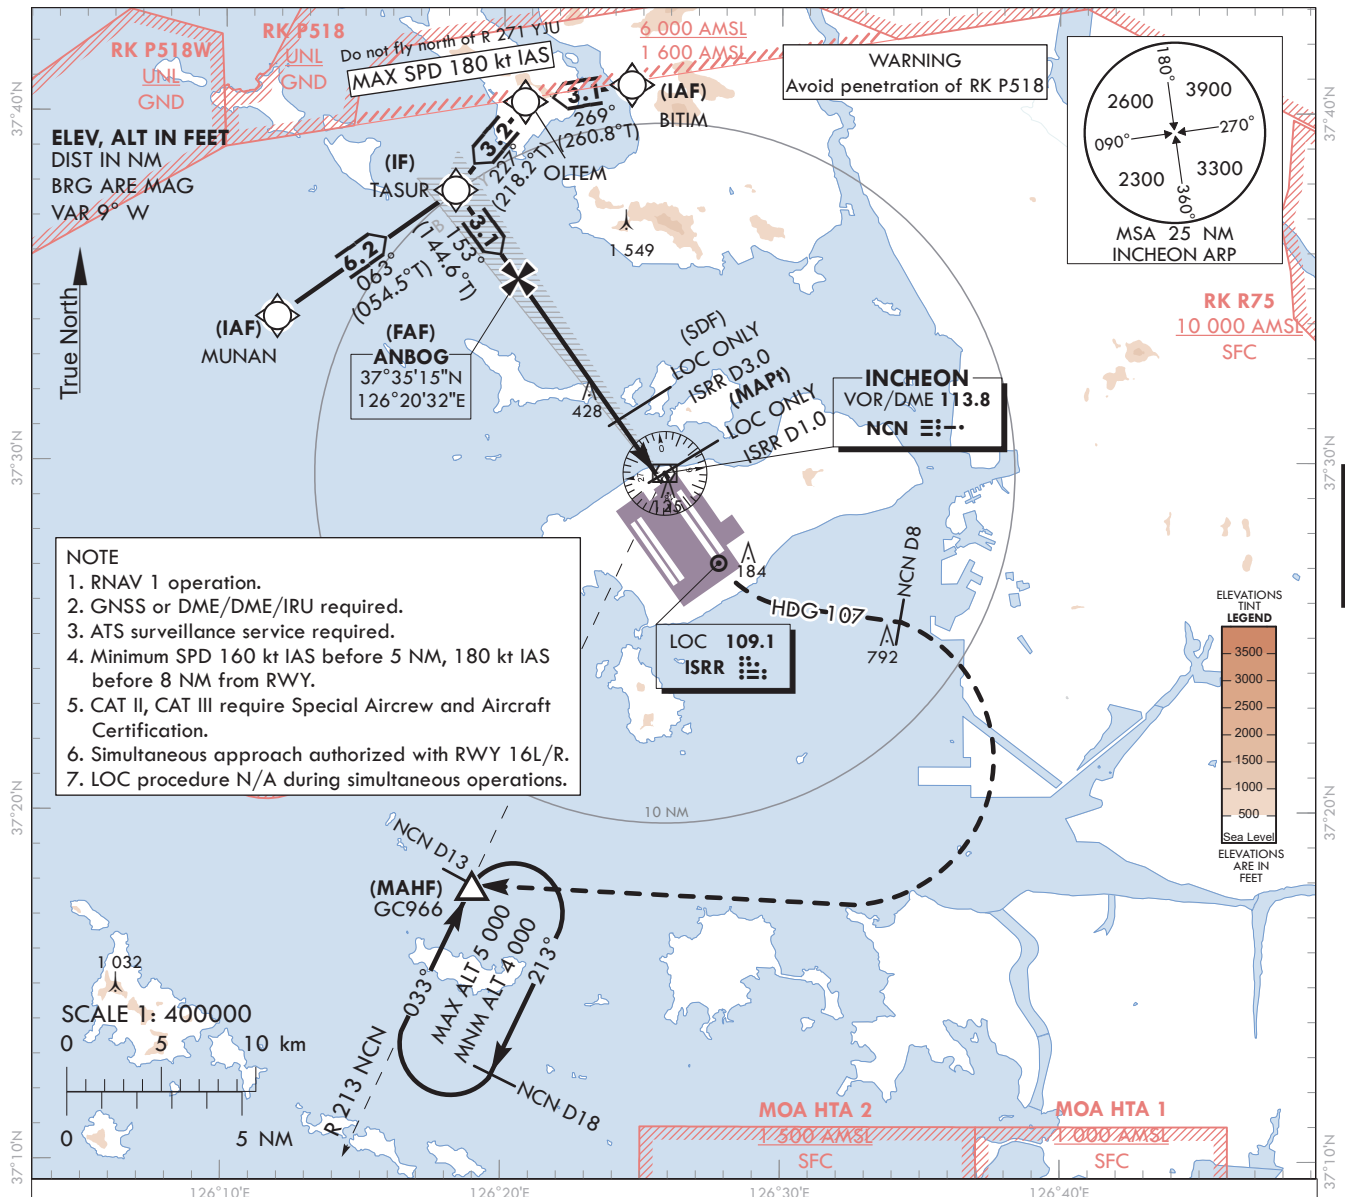 RK P518W
UNL
GND
RK P518
UNL
GND
Do not fly north of R 271 YJU
MAX SPD 180 kt IAS
6 000 AMSL
1 600 AMSL
WARNING
Avoid penetration of RK P518
180°
2600
3900
090°
270°
2300
3300
360°
MSA 25 NM
INCHEON ARP
37°40'N
37°40'N
ELEV, ALT IN FEET
DIST IN NM
BRG ARE MAG
VAR 9° W
True North
(IAF)
BITIM
3.1
269°
(260.8°T)
OLTEM
3.2
227°
(218.2°T)
(IF)
TASUR
3.1
153°
(144.6°T)
6.2
063°
(054.5°T)
(IAF)
MUNAN
1 549
(FAF)
ANBOG
37°35'15"N
126°20'32"E
RK R75
10 000 AMSL
SFC
(SDF)
LOC ONLY
ISRR D3.0
(MAPt)
LOC ONLY
ISRR D1.0
428
INCHEON
VOR/DME 113.8
NCN
37°30'N
37°30'N
0
9
27
125
184
HDG 107
NCN D8
792
LOC 109.1
ISRR
NOTE
1. RNAV 1 operation.
2. GNSS or DME/DME/IRU required.
3. ATS surveillance service required.
4. Minimum SPD 160 kt IAS before 5 NM, 180 kt IAS
before 8 NM from RWY.
5. CAT II, CAT III require Special Aircrew and Aircraft
Certification.
6. Simultaneous approach authorized with RWY 16L/R.
7. LOC procedure N/A during simultaneous operations.
ELEVATIONS
TINT
LEGEND
3500
3000
2500
2000
1500
1000
500
Sea Level
ELEVATIONS
ARE IN
FEET
37°20'N
37°20'N
10 NM
NCN D13
(MAHF)
GC966
033°
MAX ALT 5 000
MNM ALT 4 000
213°
NCN D18
R 213 NCN
1 032
SCALE 1: 400000
0
5
10 km
0
5 NM
MOA HTA 2
1 500 AMSL
SFC
MOA HTA 1
1 000 AMSL
SFC
37°10'N
37°10'N
126°10'E
126°20'E
126°30'E
126°40'E